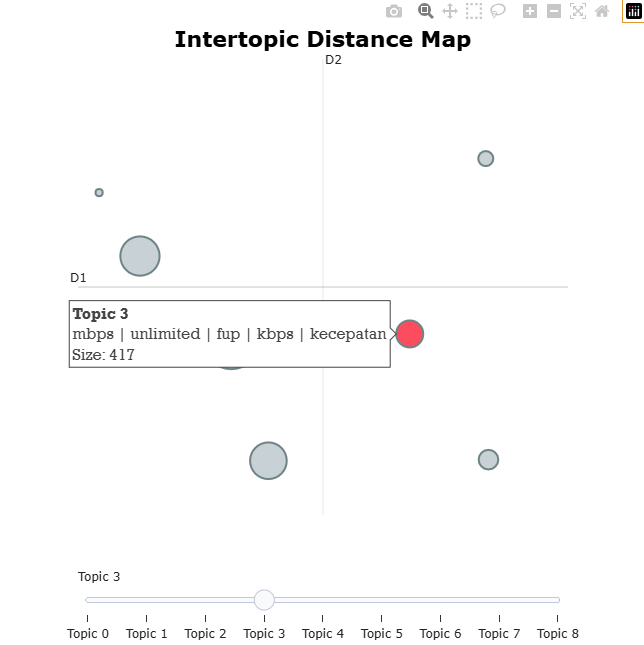 Intertopic Distance Map
D2
D1
Topic 3
mbps | unlimited | fup | kbps | kecepatan
Size: 417
Topic 3
Topic 0 Topic 1 Topic 2 Topic 3 Topic 4 Topic 5 Topic 6 Topic 7 Topic 8